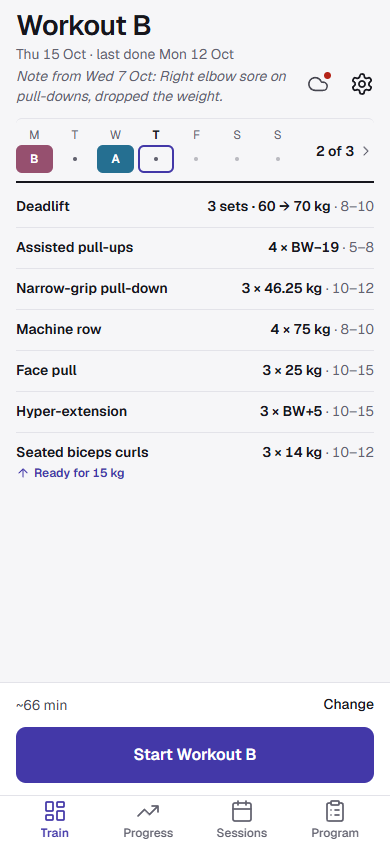 Workout B
Thu 15 Oct · last done Mon 12 Oct
Note from Wed 7 Oct: Right elbow sore on
pull-downs, dropped the weight.
M T W T F S S
B A 2 of 3
Deadlift 3 sets · 60 → 70 kg · 8–10
Assisted pull-ups 4 × BW−19 · 5–8
Narrow-grip pull-down 3 × 46.25 kg · 10–12
Machine row 4 × 75 kg · 8–10
Face pull 3 × 25 kg · 10–15
Hyper-extension 3 × BW+5 · 10–15
Seated biceps curls 3 × 14 kg · 10–12
↑ Ready for 15 kg
~66 min Change
Start Workout B
Train Progress Sessions Program